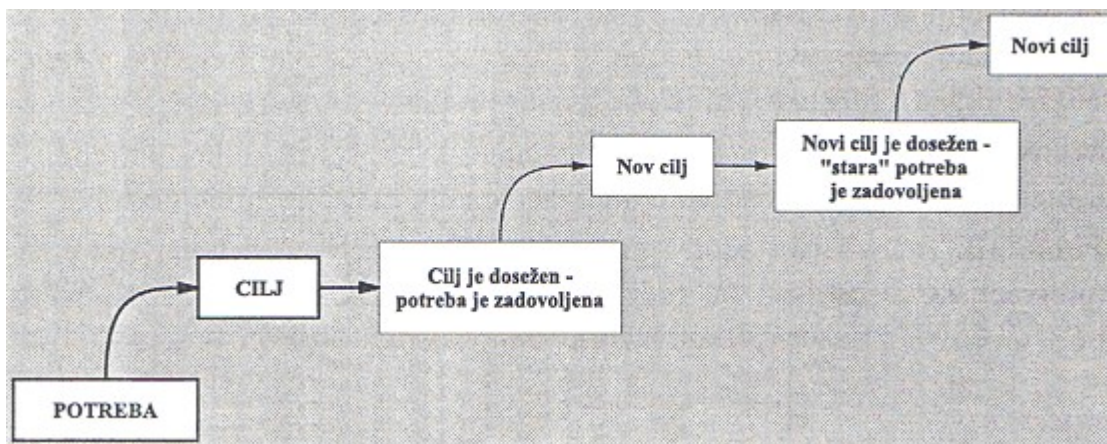 POTREBA
CILJ
Cilj je dosežen -
potreba je zadovoljena
Nov cilj
Novi cilj je dosežen -
"stara" potreba
je zadovoljena
Novi cilj